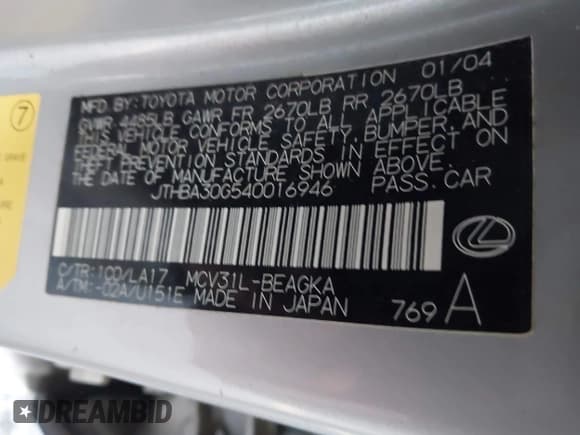 MFD. BY:TOYOTA MOTOR CORPORATION 01/04
GVWR 4485LB GAWR FR 2670LB RR 2670LB
THIS VEHICLE CONFORMS TO ALL APPLICABLE
FEDERAL MOTOR VEHICLE SAFETY, BUMPER, AND
THEFT PREVENTION STANDARDS IN EFFECT ON
THE DATE OF MANUFACTURE SHOWN ABOVE.
JTHBA30G540016946 PASS.CAR
C/TR:1C0/LA17 MCV31L-BEAGKA
A/TM:-02A/U151E MADE IN JAPAN
769 A
7
DREAMBID